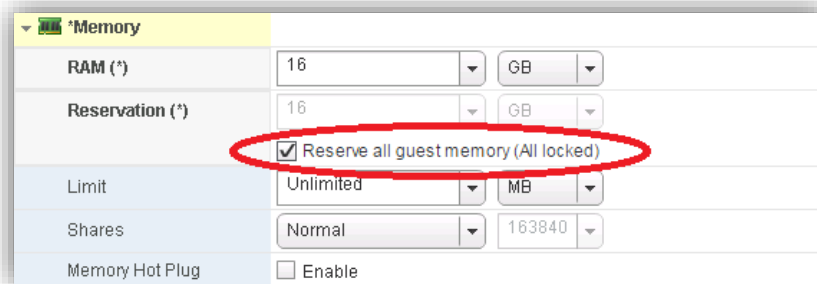 *Memory
RAM (*) 16 GB
Reservation (*) 16 GB
Reserve all guest memory (All locked)
Limit Unlimited MB
Shares Normal 163840
Memory Hot Plug Enable